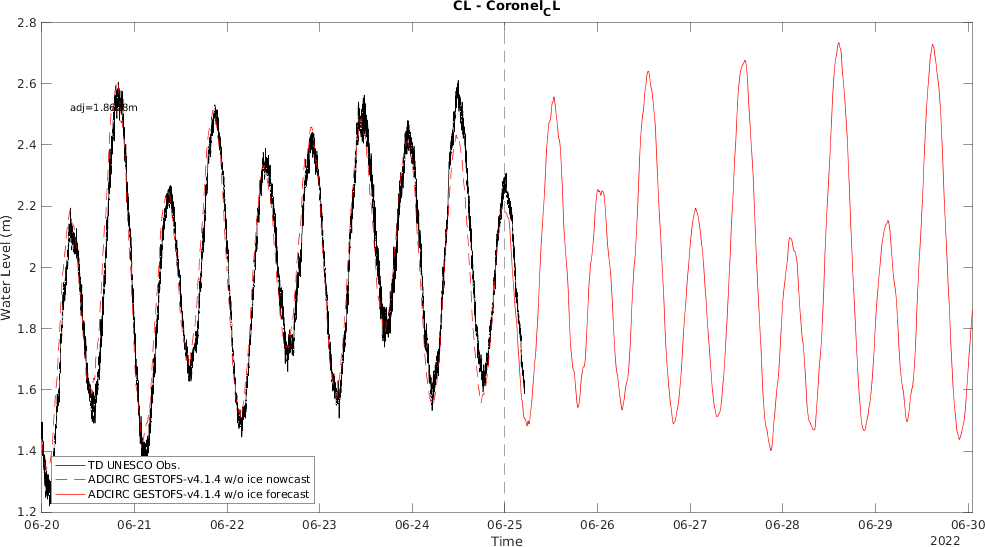 CL - Coronel_CL
2.8
2.6
2.4
2.2
2
1.8
1.6
1.4
1.2
Water Level (m)
TD UNESCO Obs.
ADCIRC GESTOFS-v4.1.4 w/o ice nowcast
ADCIRC GESTOFS-v4.1.4 w/o ice forecast
06-20 06-21 06-22 06-23 06-24 06-25 06-26 06-27 06-28 06-29 06-30
Time
2022